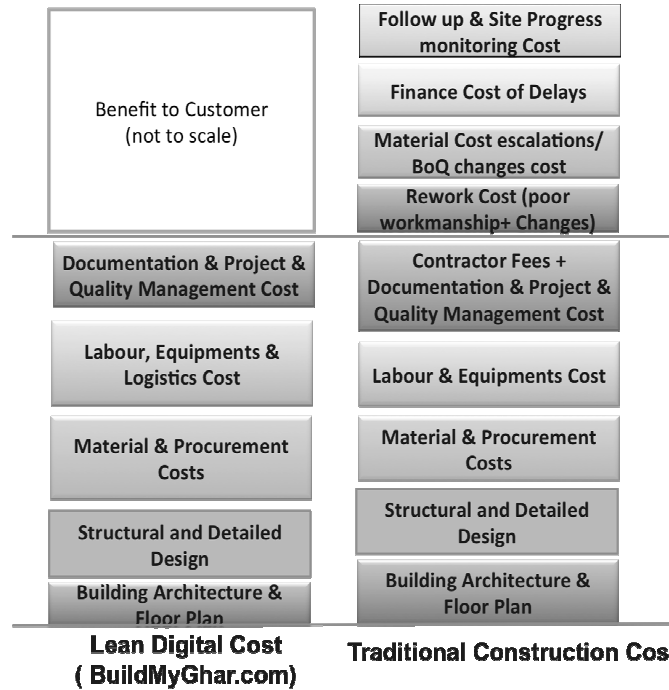 Benefit to Customer
(not to scale)
Documentation & Project &
Quality Management Cost
Labour, Equipments &
Logistics Cost
Material & Procurement
Costs
Structural and Detailed
Design
Building Architecture &
Floor Plan
Lean Digital Cost
( BuildMyGhar.com)
Follow up & Site Progress
monitoring Cost
Finance Cost of Delays
Material Cost escalations/
BoQ changes cost
Rework Cost (poor
workmanship+ Changes)
Contractor Fees +
Documentation & Project &
Quality Management Cost
Labour & Equipments Cost
Material & Procurement
Costs
Structural and Detailed
Design
Building Architecture &
Floor Plan
Traditional Construction Cos